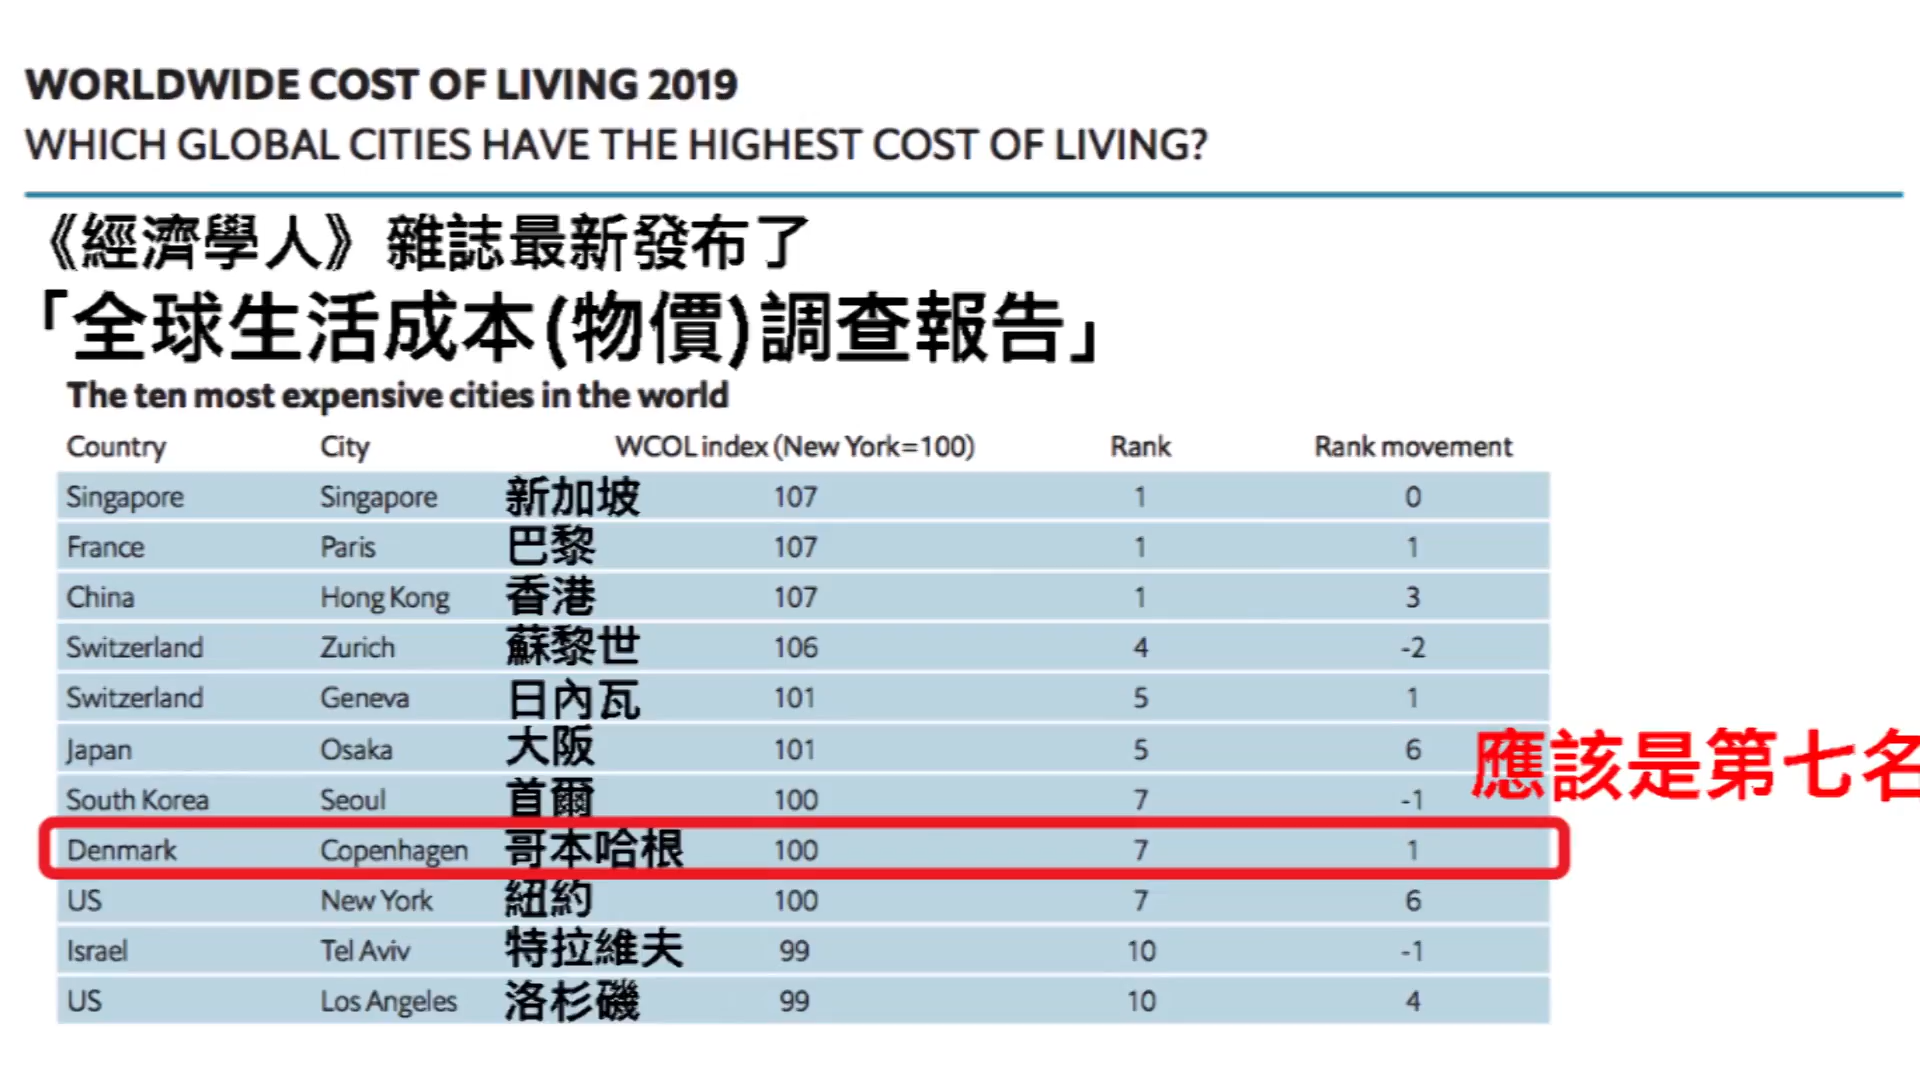 WORLDWIDE COST OF LIVING 2019
WHICH GLOBAL CITIES HAVE THE HIGHEST COST OF LIVING?
《經濟學人》雜誌最新發布了
「全球生活成本(物價)調查報告」
The ten most expensive cities in the world
Country City WCOL index (New York=100) Rank Rank movement
Singapore Singapore 新加坡 107 1 0
France Paris 巴黎 107 1 1
China Hong Kong 香港 107 1 3
Switzerland Zurich 蘇黎世 106 4 -2
Switzerland Geneva 日內瓦 101 5 1
Japan Osaka 大阪 101 5 6
應該是第七名
South Korea Seoul 首爾 100 7 -1
Denmark Copenhagen 哥本哈根 100 7 1
US New York 紐約 100 7 6
Israel Tel Aviv 特拉維夫 99 10 -1
US Los Angeles 洛杉磯 99 10 4